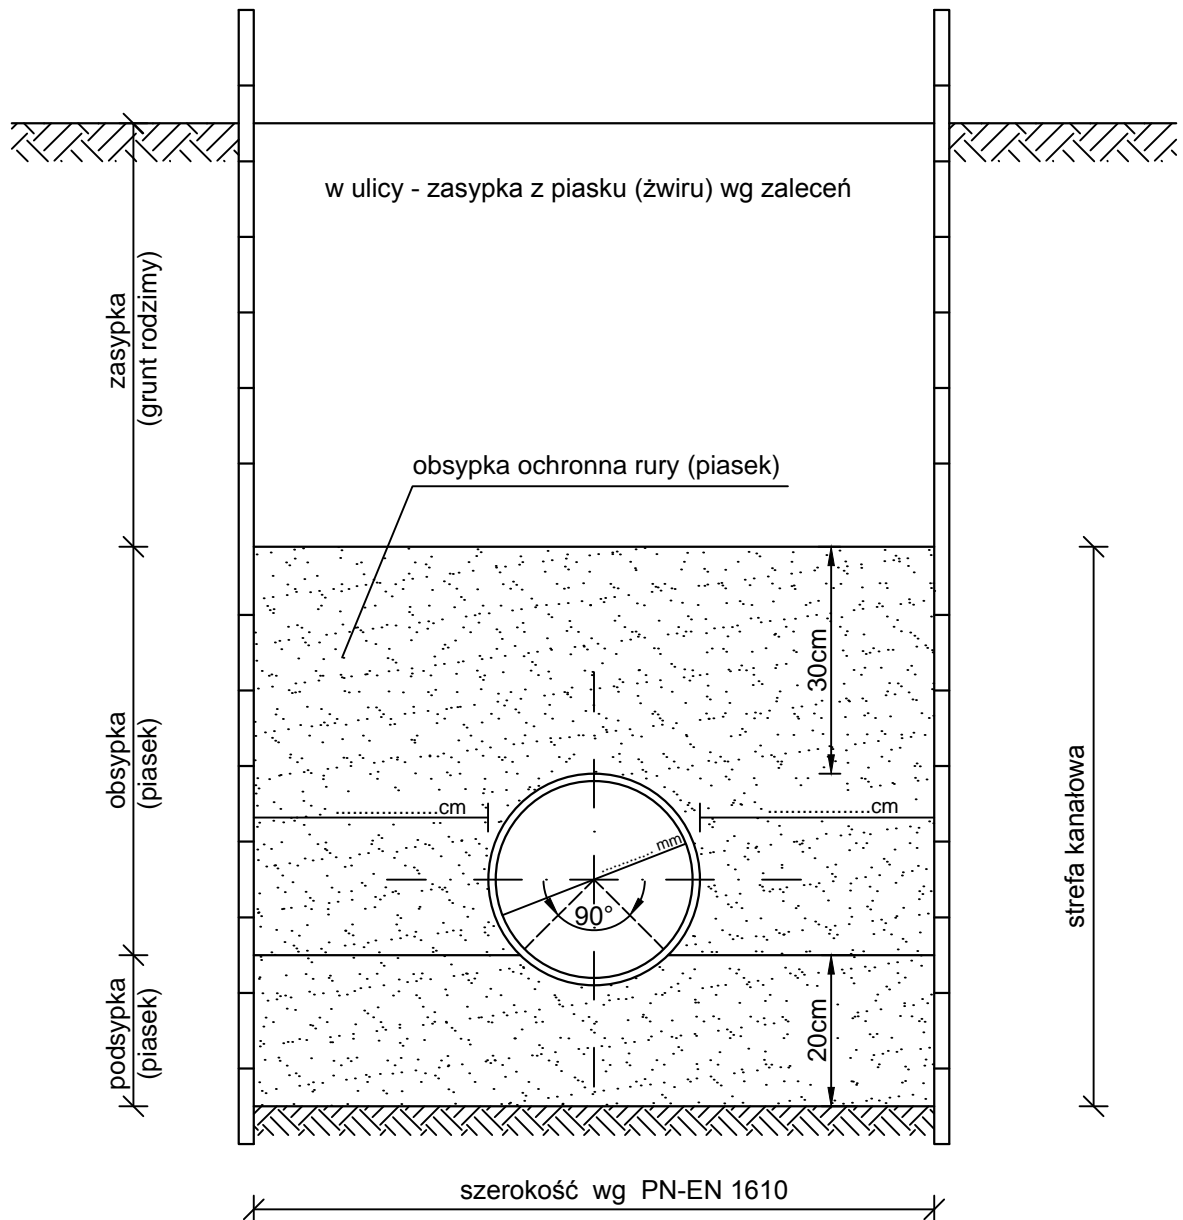 w ulicy - zasypka z piasku (żwiru) wg zaleceń
zasypka
(grunt rodzimy)
obsypka ochronna rury (piasek)
30cm
obsypka
(piasek)
..................cm
..................cm
......... mm
90°
strefa kanałowa
podsypka
(piasek)
20cm
szerokość wg PN-EN 1610